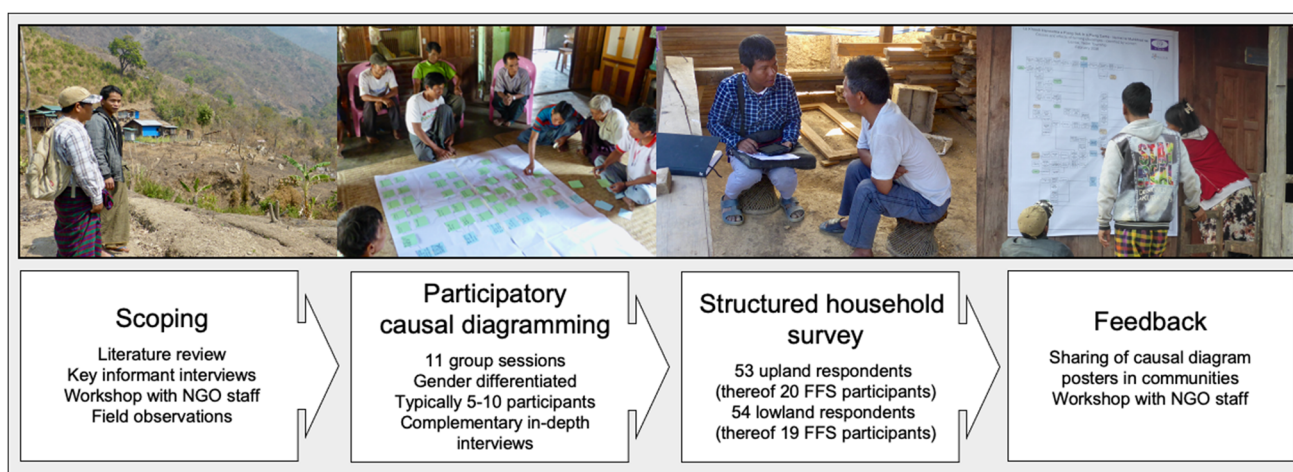 Scoping
Literature review
Key informant interviews
Workshop with NGO staff
Field observations
Participatory
causal diagramming
11 group sessions
Gender differentiated
Typically 5-10 participants
Complementary in-depth
interviews
Structured household
survey
53 upland respondents
(thereof 20 FFS participants)
54 lowland respondents
(thereof 19 FFS participants)
Feedback
Sharing of causal diagram
posters in communities
Workshop with NGO staff